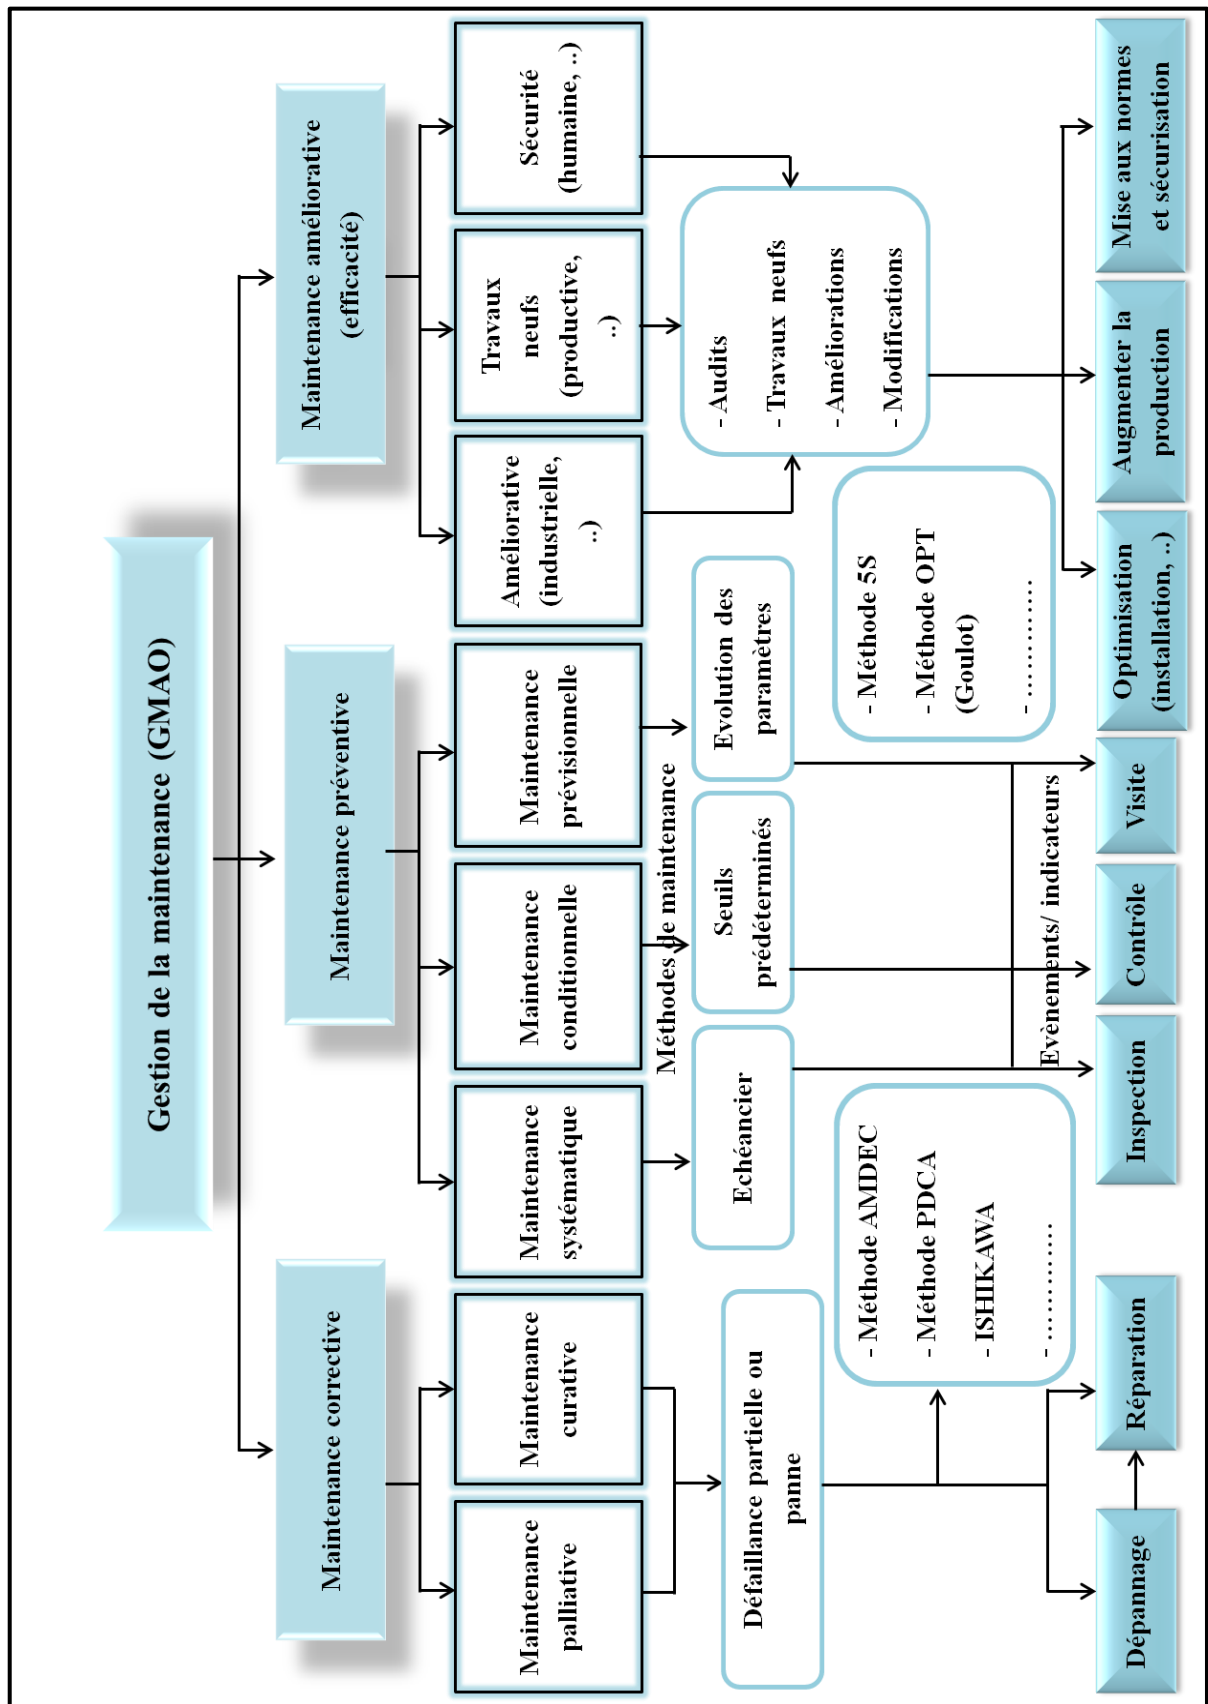 Gestion de la maintenance (GMAO)
Maintenance corrective
Maintenance préventive
Maintenance améliorative
(efficacité)
Maintenance
palliative
Maintenance
curative
Maintenance
systématique
Maintenance
conditionnelle
Maintenance
prévisionnelle
Améliorative
(industrielle,
..)
Travaux
neufs
(productive,
..)
Sécurité
(humaine, ..)
Méthodes de maintenance
Défaillance partielle ou
panne
Echéancier
Seuils
prédéterminés
Evolution des
paramètres
- Audits
- Travaux neufs
- Améliorations
- Modifications
- Méthode AMDEC
- Méthode PDCA
- ISHIKAWA
- ……………
- Méthode 5S
- Méthode OPT
(Goulot)
- ……………
Evènements/ indicateurs
Dépannage
Réparation
Inspection
Contrôle
Visite
Optimisation
(installation, ..)
Augmenter la
production
Mise aux normes
et sécurisation